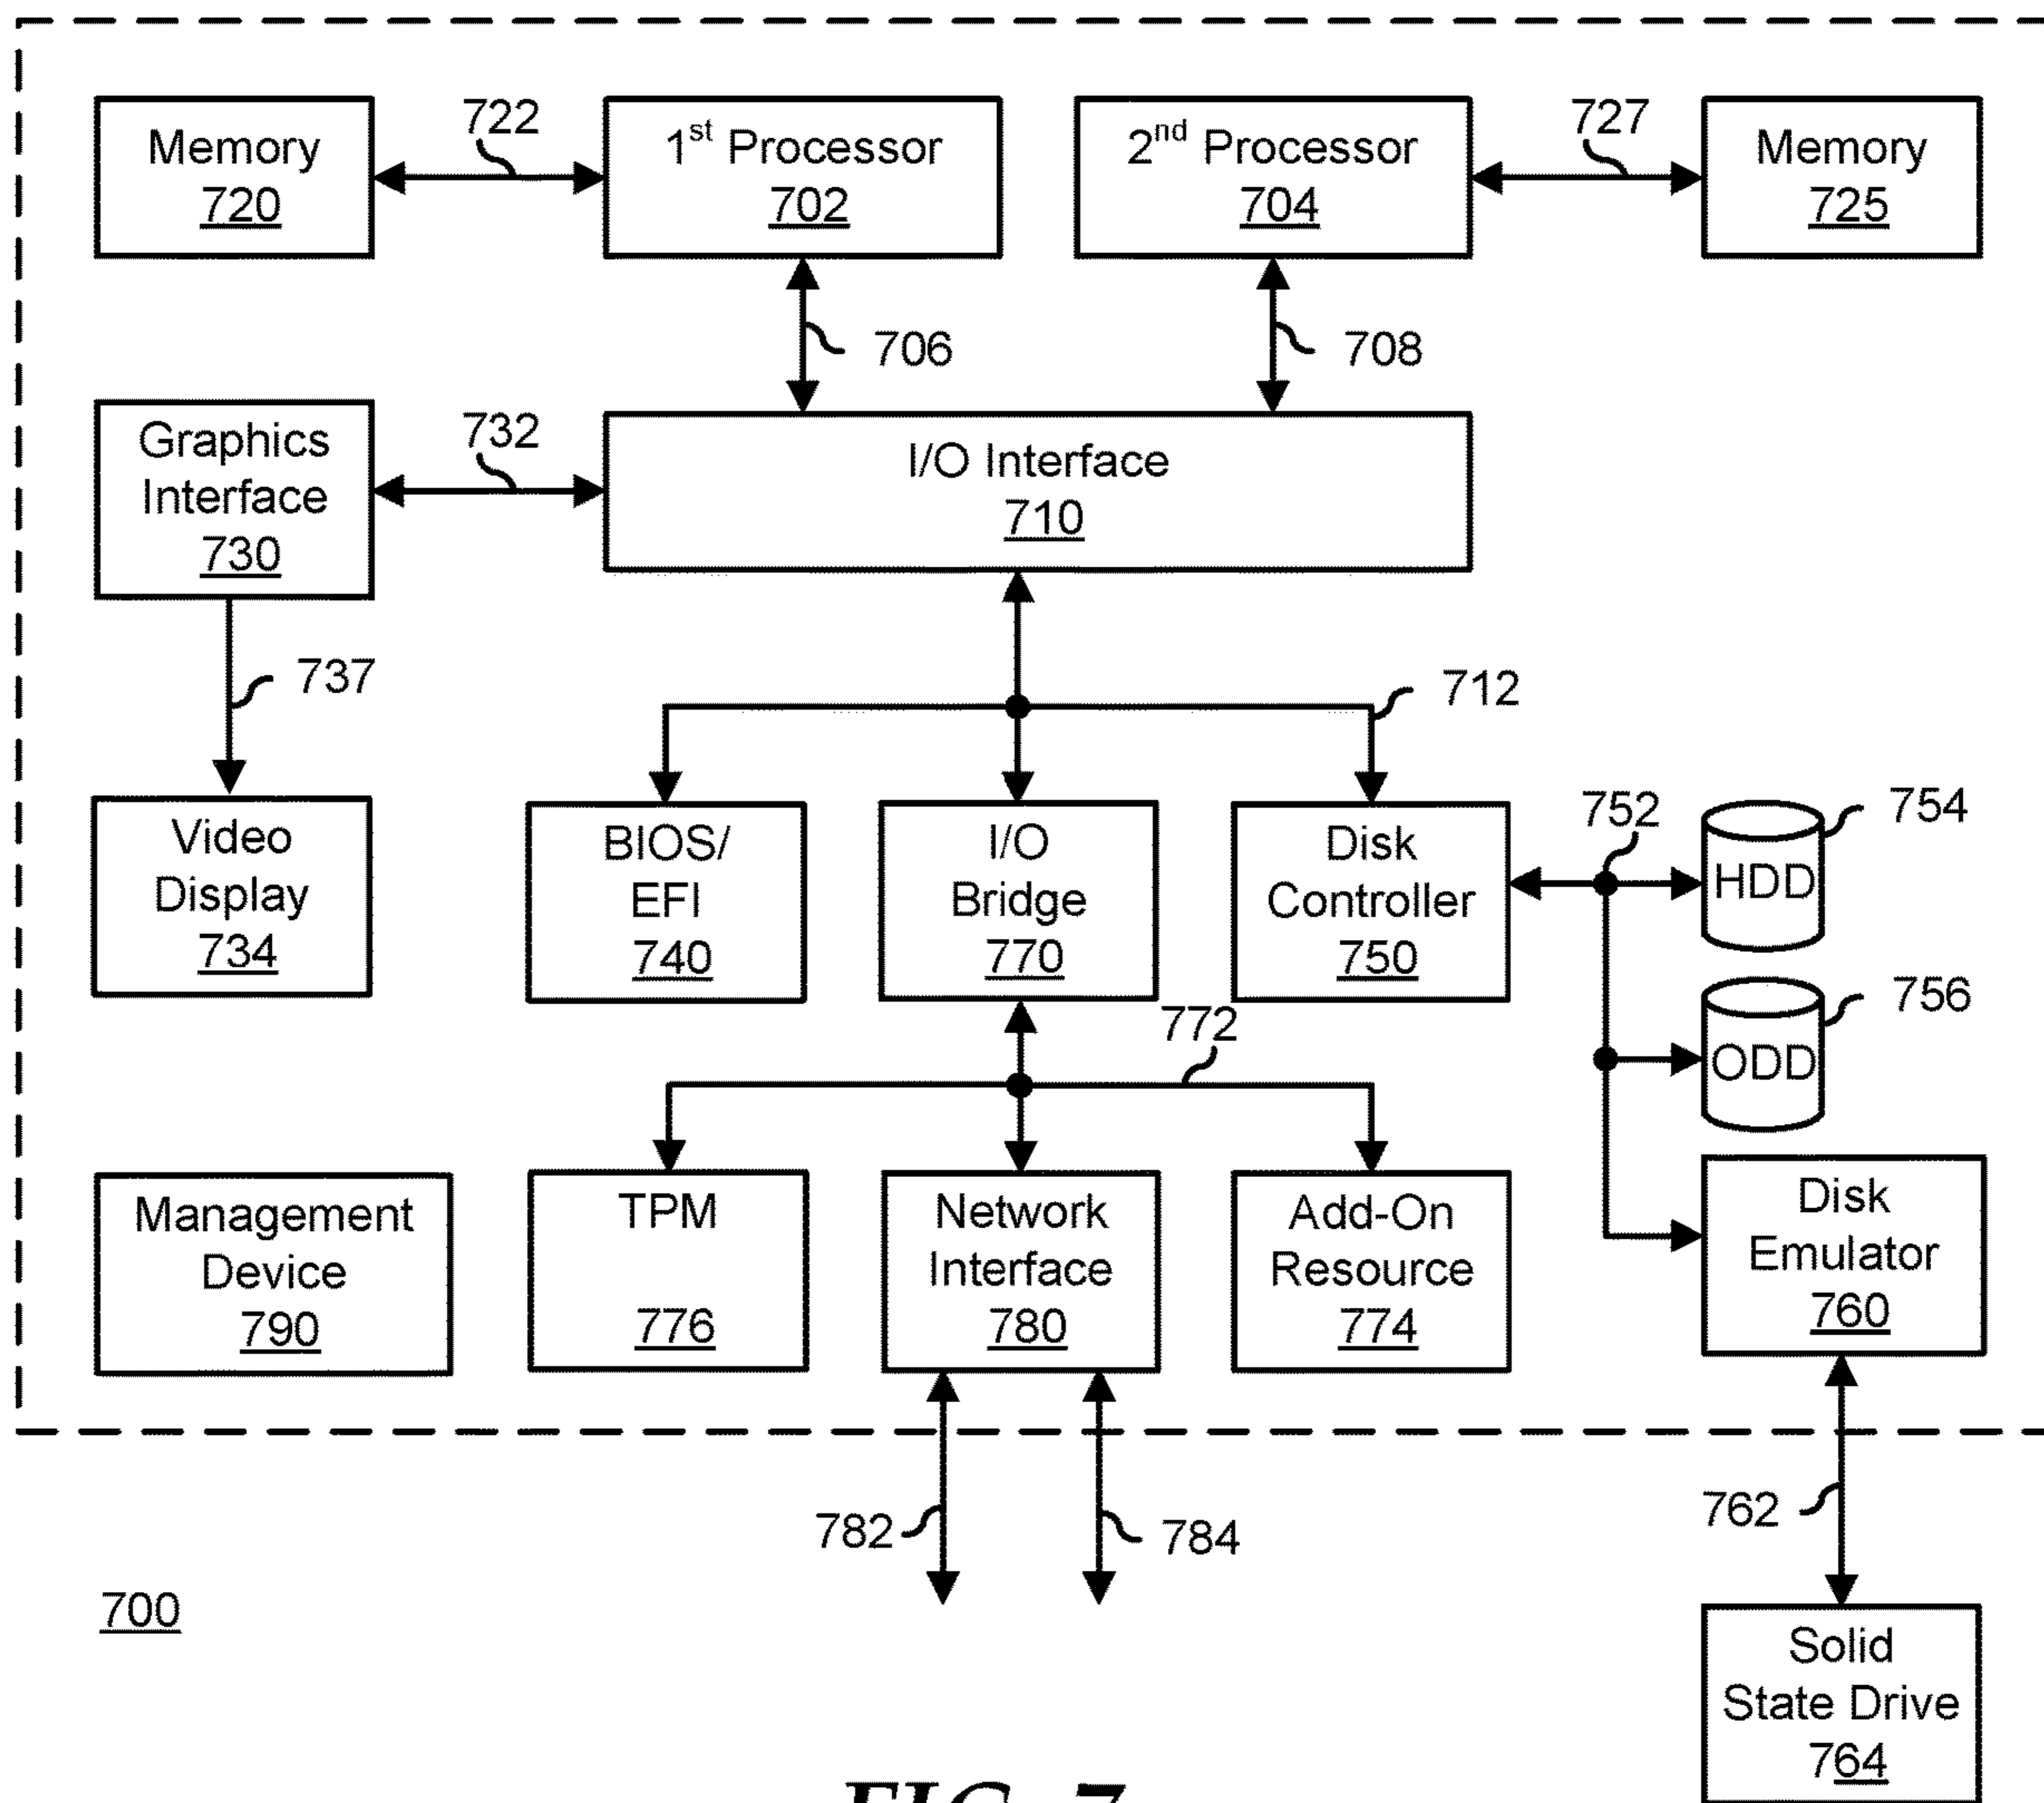 Memory
720
722
1st Processor
702
2nd Processor
704
727
Memory
725
706
708
Graphics
Interface
730
732
I/O Interface
710
737
712
Video
Display
734
BIOS/
EFI
740
I/O
Bridge
770
Disk
Controller
750
752
754
HDD
756
ODD
772
Management
Device
790
TPM
776
Network
Interface
780
Add-On
Resource
774
Disk
Emulator
760
782
784
762
700
Solid
State Drive
764
FIG. 7